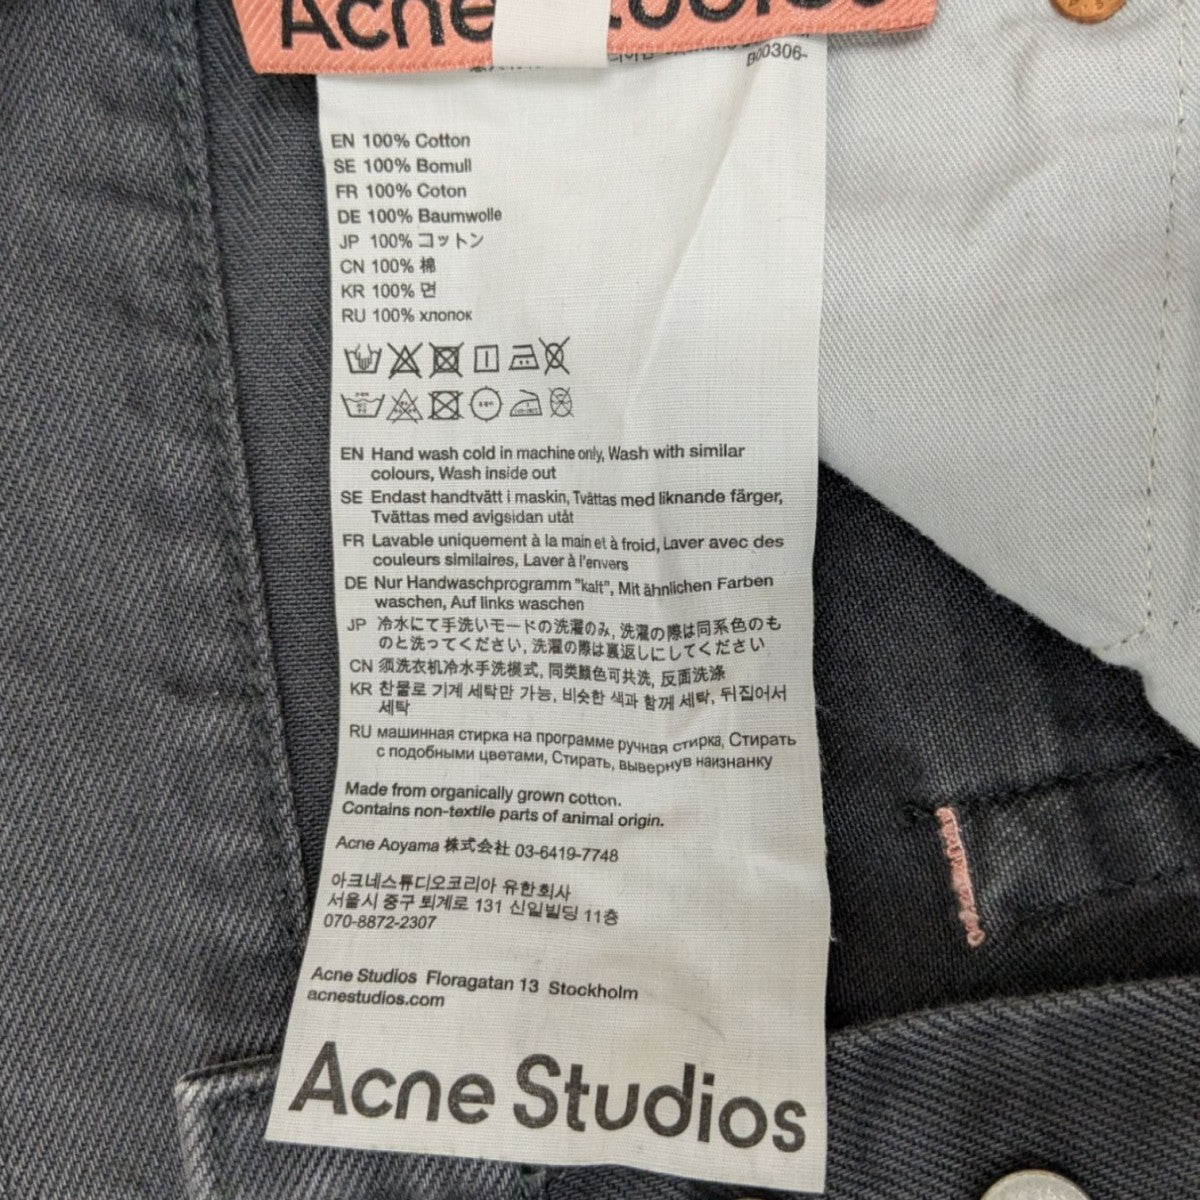 Acne Studios
B00306-
EN 100% Cotton
SE 100% Bomull
FR 100% Coton
DE 100% Baumwolle
JP 100% コットン
CN 100% 棉
KR 100% 면
RU 100% хлопок
EN Hand wash cold in machine only, Wash with similar
colours, Wash inside out
SE Endast handtvätt i maskin, Tvättas med liknande färger,
Tvättas med avigsidan utåt
FR Lavable uniquement à la main et à froid, Laver avec des
couleurs similaires, Laver à l'envers
DE Nur Handwaschprogramm "kalt", Mit ähnlichen Farben
waschen, Auf links waschen
JP 冷水にて手洗いモードの洗濯のみ, 洗濯の際は同系色のも
のと洗ってください, 洗濯の際は裏返しにしてください
CN 须洗衣机冷水手洗模式, 同类颜色可共洗, 反面洗涤
KR 찬물로 기계 세탁만 가능, 비슷한 색과 함께 세탁, 뒤집어서
세탁
RU машинная стирка на программе ручная стирка, Стирать
с подобными цветами, Стирать, вывернув наизнанку
Made from organically grown cotton.
Contains non-textile parts of animal origin.
Acne Aoyama 株式会社 03-6419-7748
아크네스튜디오코리아 유한회사
서울시 중구 퇴계로 131 신일빌딩 11층
070-8872-2307
Acne Studios Floragatan 13 Stockholm
acnestudios.com
Acne Studios